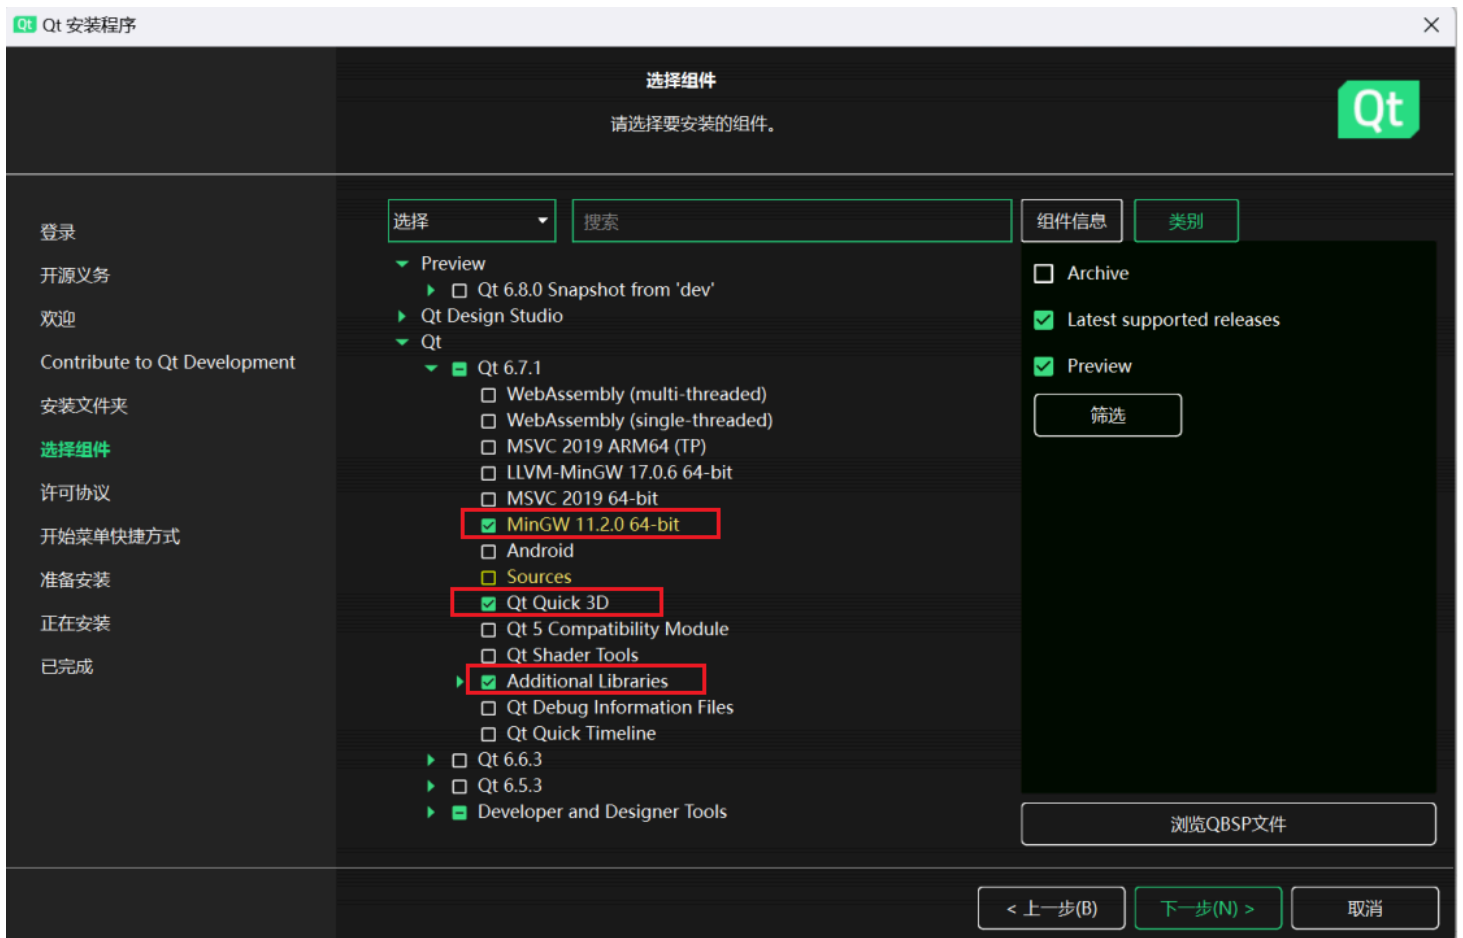 Qt Qt 安装程序
选择组件
请选择要安装的组件。
Qt
登录
开源义务
欢迎
Contribute to Qt Development
安装文件夹
选择组件
许可协议
开始菜单快捷方式
准备安装
正在安装
已完成
选择
搜索
组件信息
类别
Preview
Qt 6.8.0 Snapshot from 'dev'
Qt Design Studio
Qt
Qt 6.7.1
WebAssembly (multi-threaded)
WebAssembly (single-threaded)
MSVC 2019 ARM64 (TP)
LLVM-MinGW 17.0.6 64-bit
MSVC 2019 64-bit
MinGW 11.2.0 64-bit
Android
Sources
Qt Quick 3D
Qt 5 Compatibility Module
Qt Shader Tools
Additional Libraries
Qt Debug Information Files
Qt Quick Timeline
Qt 6.6.3
Qt 6.5.3
Developer and Designer Tools
Archive
Latest supported releases
Preview
筛选
浏览QBSP文件
< 上一步(B)
下一步(N) >
取消